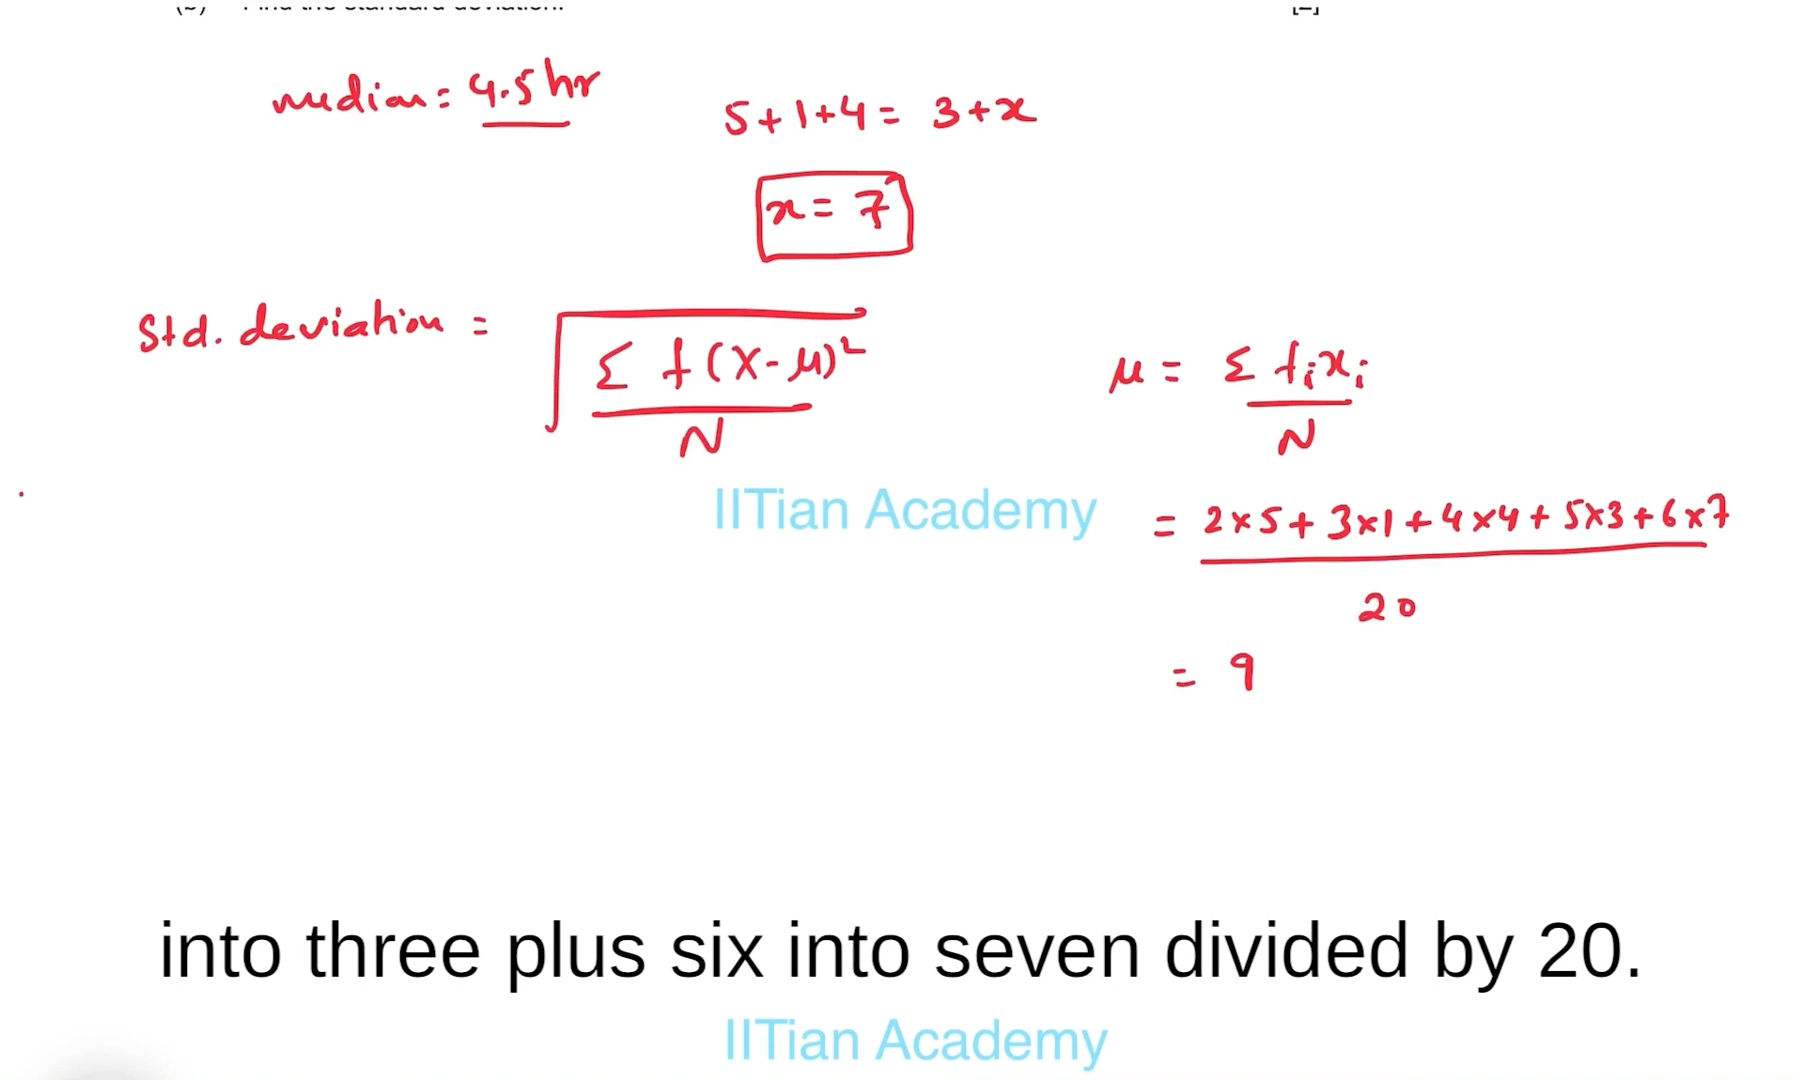 median = 4.5 hr
5+1+4 = 3+x
x = 7
Std. deviation = √(Σ f(X-μ)² / N)
μ = Σ fᵢxᵢ / N
IITian Academy
= 2×5 + 3×1 + 4×4 + 5×3 + 6×7 / 20
= 9
into three plus six into seven divided by 20.
IITian Academy